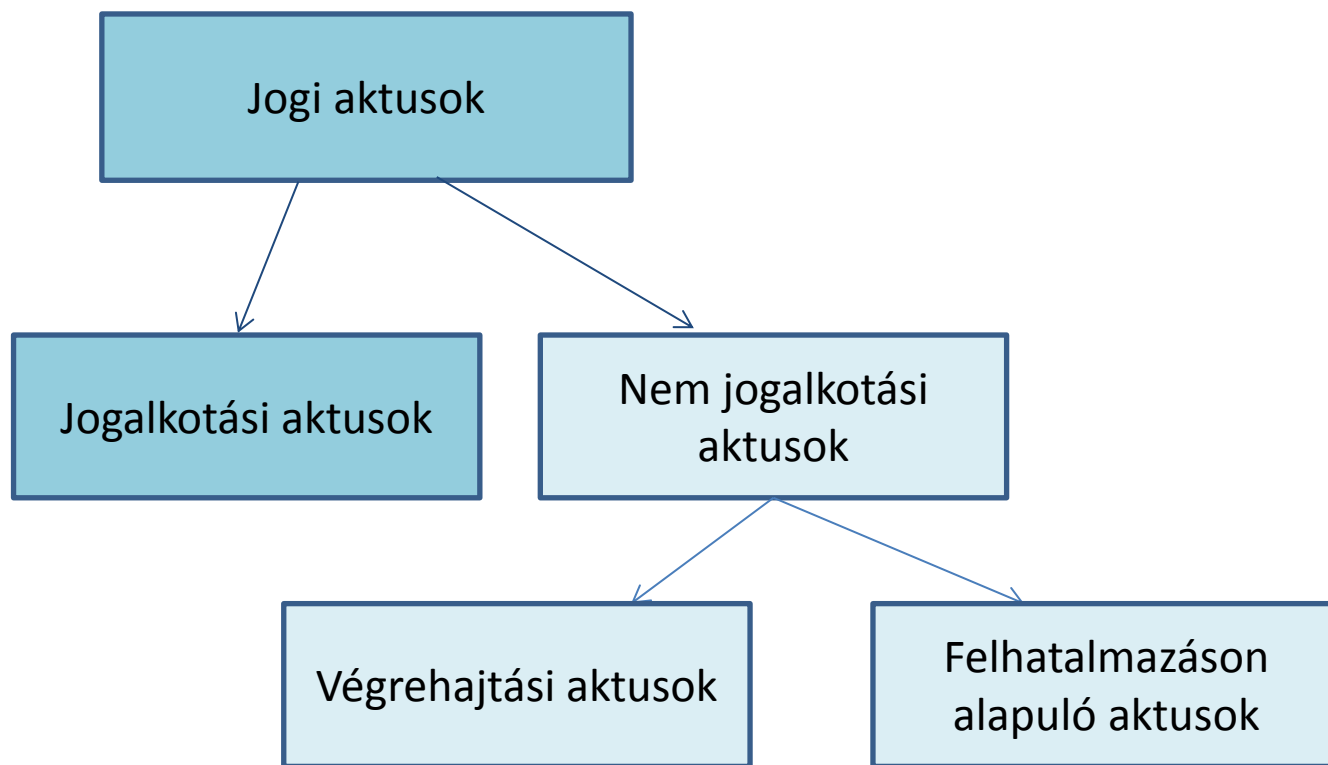 Jogi aktusok
Jogalkotási aktusok
Nem jogalkotási
aktusok
Végrehajtási aktusok
Felhatalmazáson
alapuló aktusok